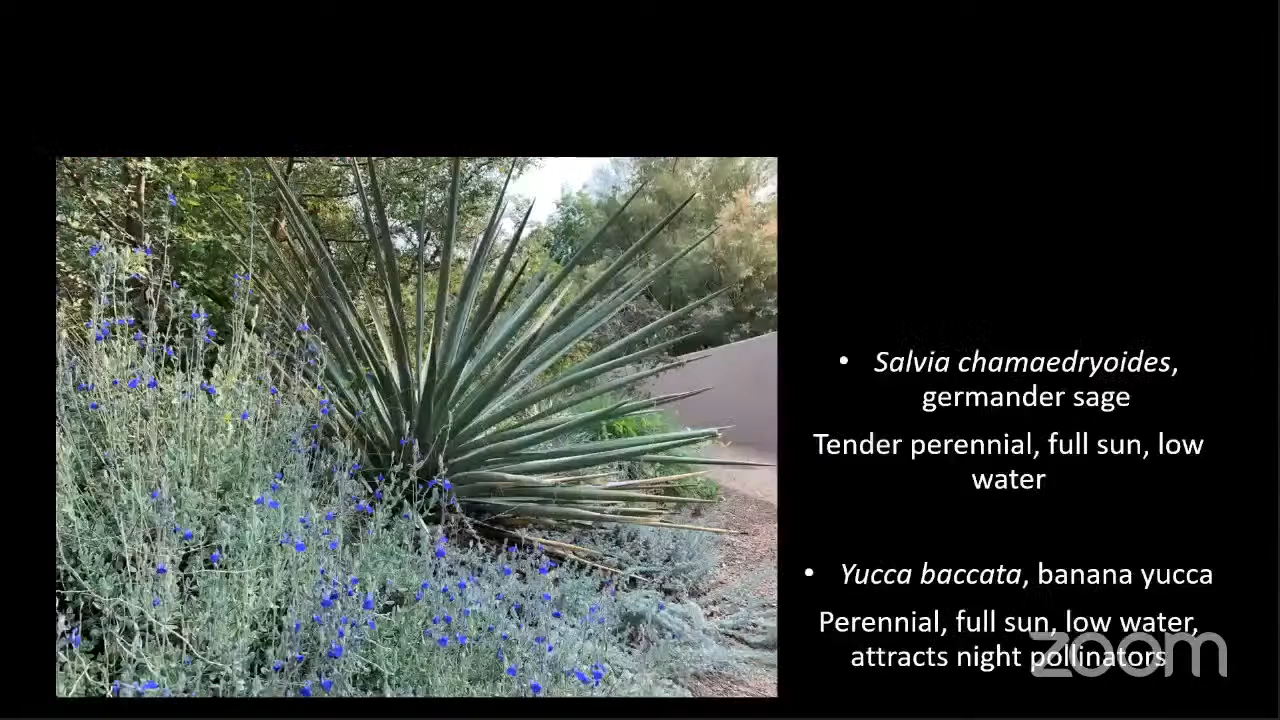 • Salvia chamaedryoides,
germander sage
Tender perennial, full sun, low
water
• Yucca baccata, banana yucca
Perennial, full sun, low water,
attracts night pollinators
zoom